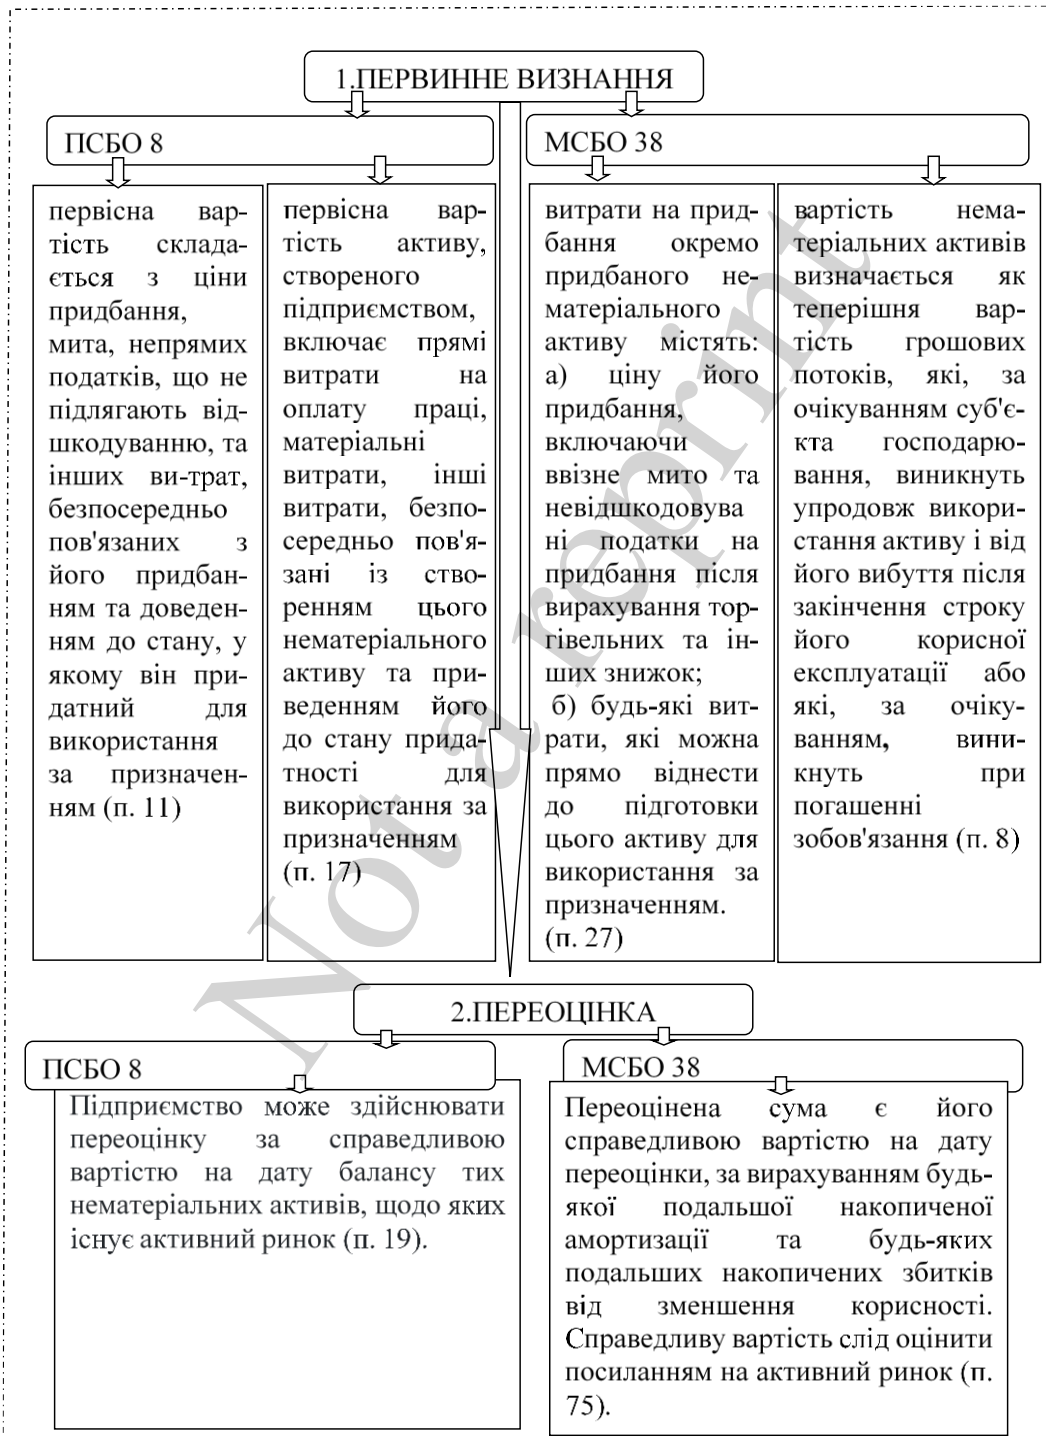 1.ПЕРВИННЕ ВИЗНАННЯ
ПСБО 8
первісна вар-
тість склада-
ється з ціни
придбання,
мита, непрямих
податків, що не
підлягають від-
шкодуванню, та
інших ви-трат,
безпосередньо
пов'язаних з
його придбан-
ням та доведен-
ням до стану, у
якому він при-
датний для
використання
за призначен-
ням (п. 11)
первісна вар-
тість активу,
створеного
підприємством,
включає прямі
витрати на
оплату праці,
матеріальні
витрати, інші
витрати, безпо-
середньо пов'я-
зані із ство-
ренням цього
нематеріального
активу та при-
веденням його
до стану прида-
тності для
використання за
призначенням
(п. 17)
МСБО 38
витрати на прид-
бання окремо
придбаного не-
матеріального
активу містять:
а) ціну його
придбання,
включаючи
ввізне мито та
невідшкодовува
ні податки на
придбання після
вирахування тор-
гівельних та ін-
ших знижок;
б) будь-які вит-
рати, які можна
прямо віднести
до підготовки
цього активу для
використання за
призначенням.
(п. 27)
вартість нема-
теріальних активів
визначається як
теперішня вар-
тість грошових
потоків, які, за
очікуванням суб'є-
кта господарю-
вання, виникнуть
упродовж викори-
стання активу і від
його вибуття після
закінчення строку
його корисної
експлуатації або
які, за очіку-
ванням, вини-
кнуть при
погашенні
зобов'язання (п. 8)
2.ПЕРЕОЦІНКА
ПСБО 8
Підприємство може здійснювати
переоцінку за справедливою
вартістю на дату балансу тих
нематеріальних активів, щодо яких
існує активний ринок (п. 19).
МСБО 38
Переоцінена сума є його
справедливою вартістю на дату
переоцінки, за вирахуванням будь-
якої подальшої накопиченої
амортизації та будь-яких
подальших накопичених збитків
від зменшення корисності.
Справедливу вартість слід оцінити
посиланням на активний ринок (п.
75).
Not a reprint